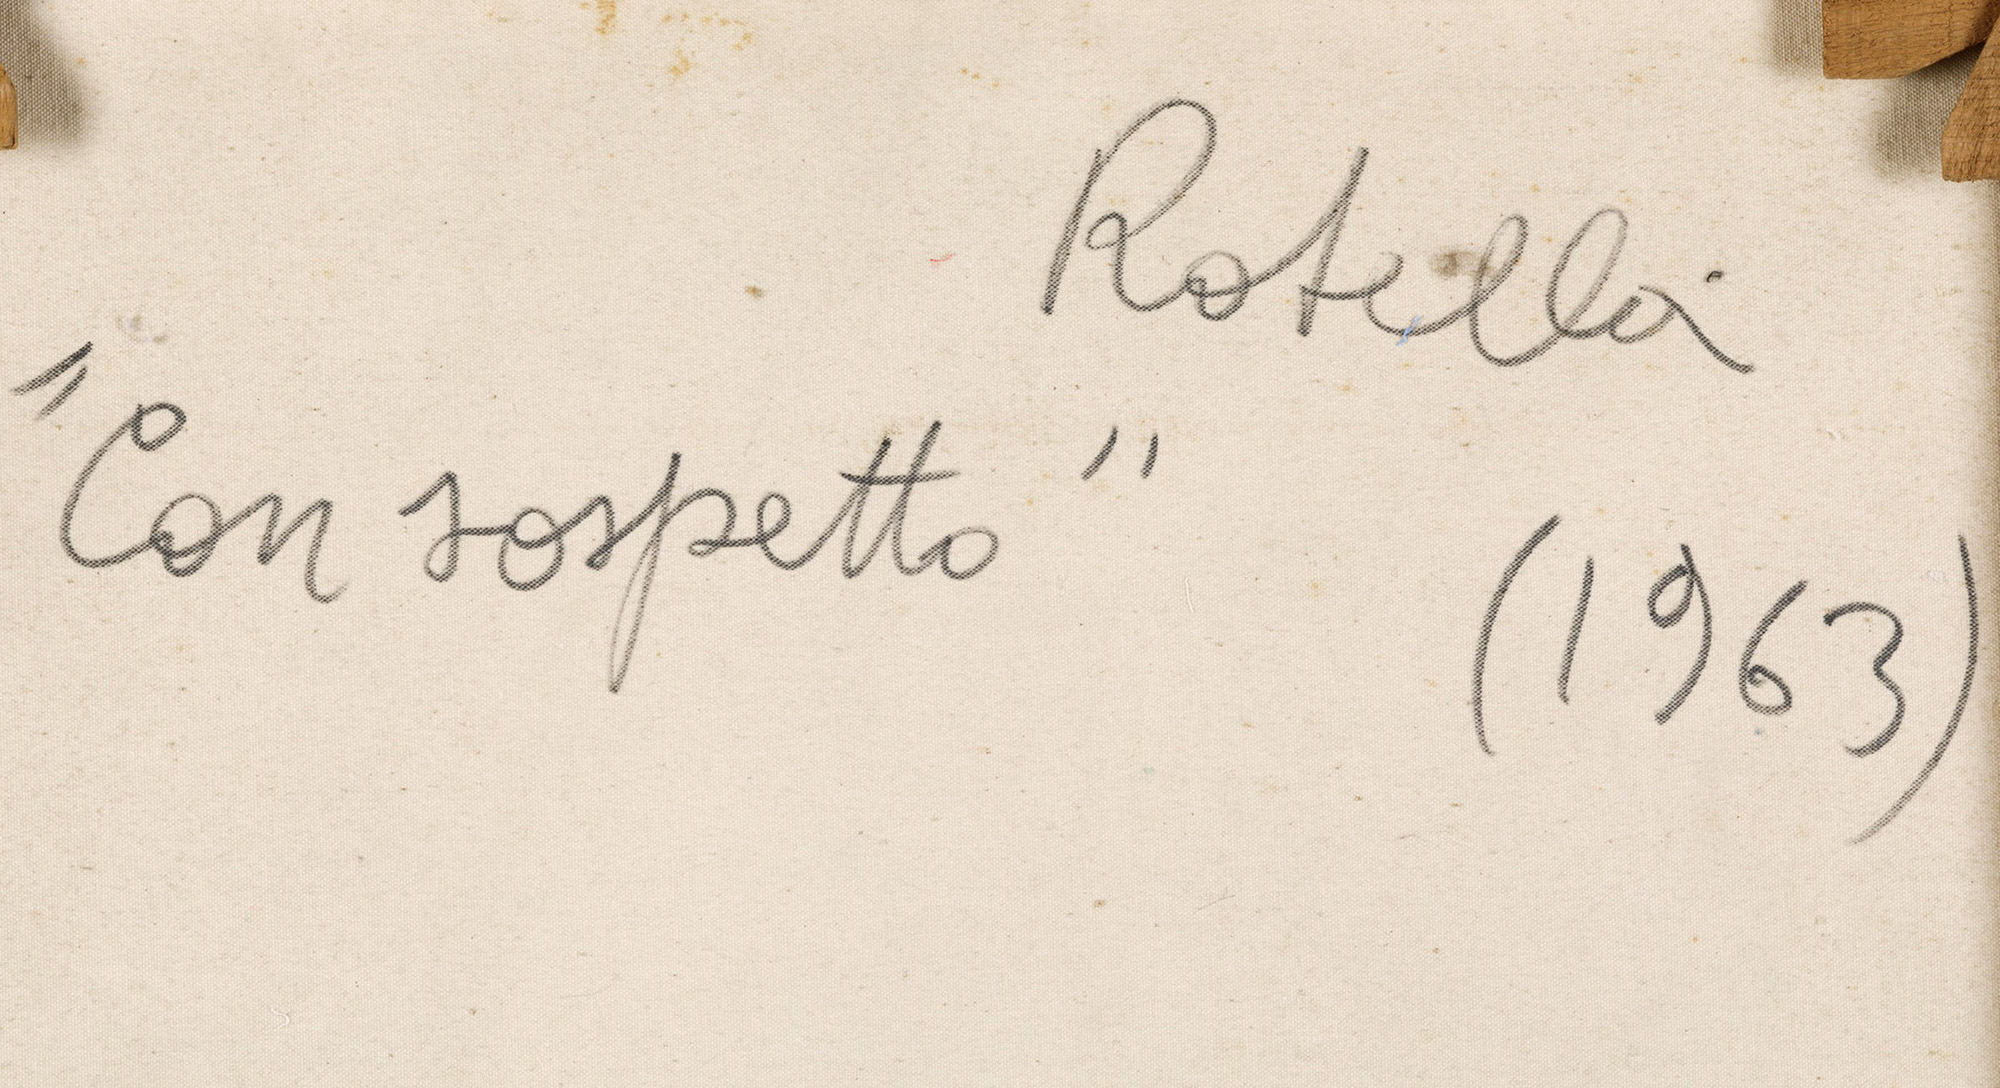 Rotella
"Con sospetto"
(1963)